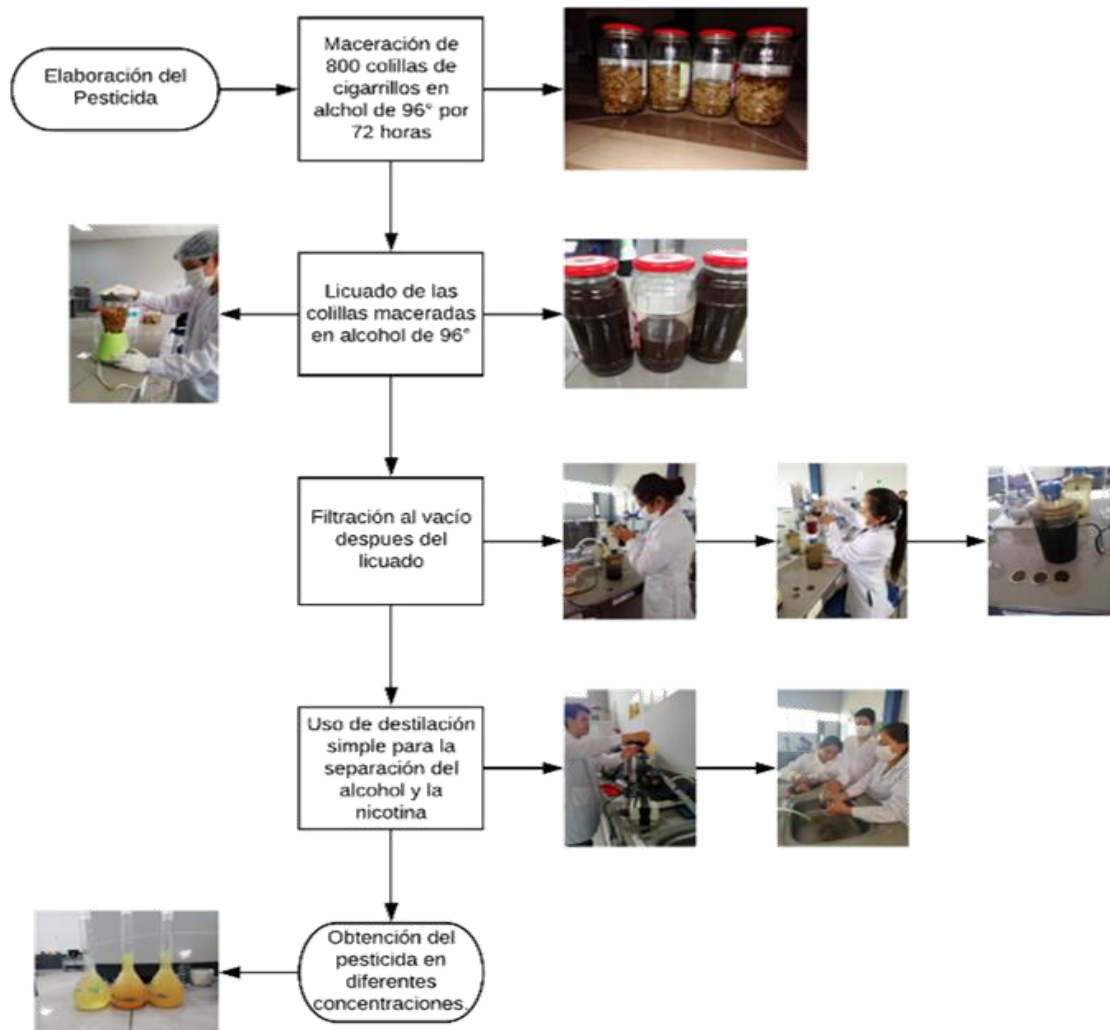 Elaboración del
Pesticida
Maceración de
800 colillas de
cigarrillos en
alchol de 96° por
72 horas
Licuado de las
colillas maceradas
en alcohol de 96°
Filtración al vacío
despues del
licuado
Uso de destilación
simple para la
separación del
alcohol y la
nicotina
Obtención del
pesticida en
diferentes
concentraciones.